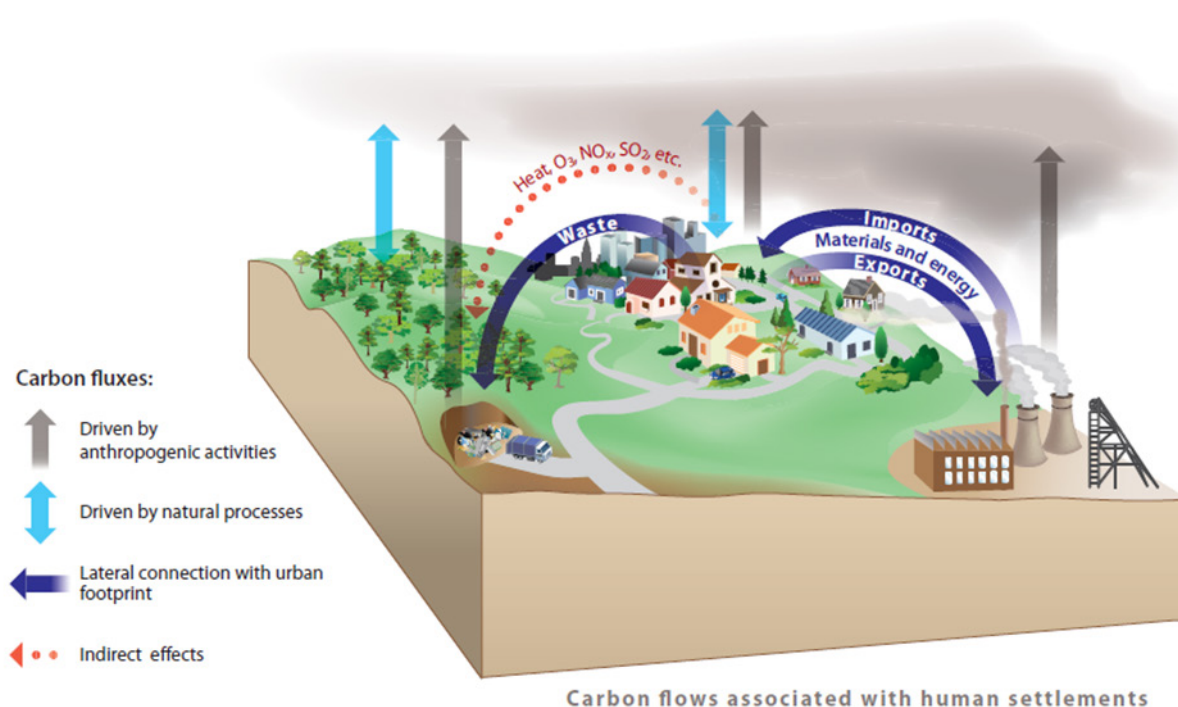 Heat, O₃, NOₓ, SO₂, etc.
Waste
Imports
Materials and energy
Exports
Carbon fluxes:
Driven by
anthropogenic activities
Driven by natural processes
Lateral connection with urban
footprint
Indirect effects
Carbon flows associated with human settlements